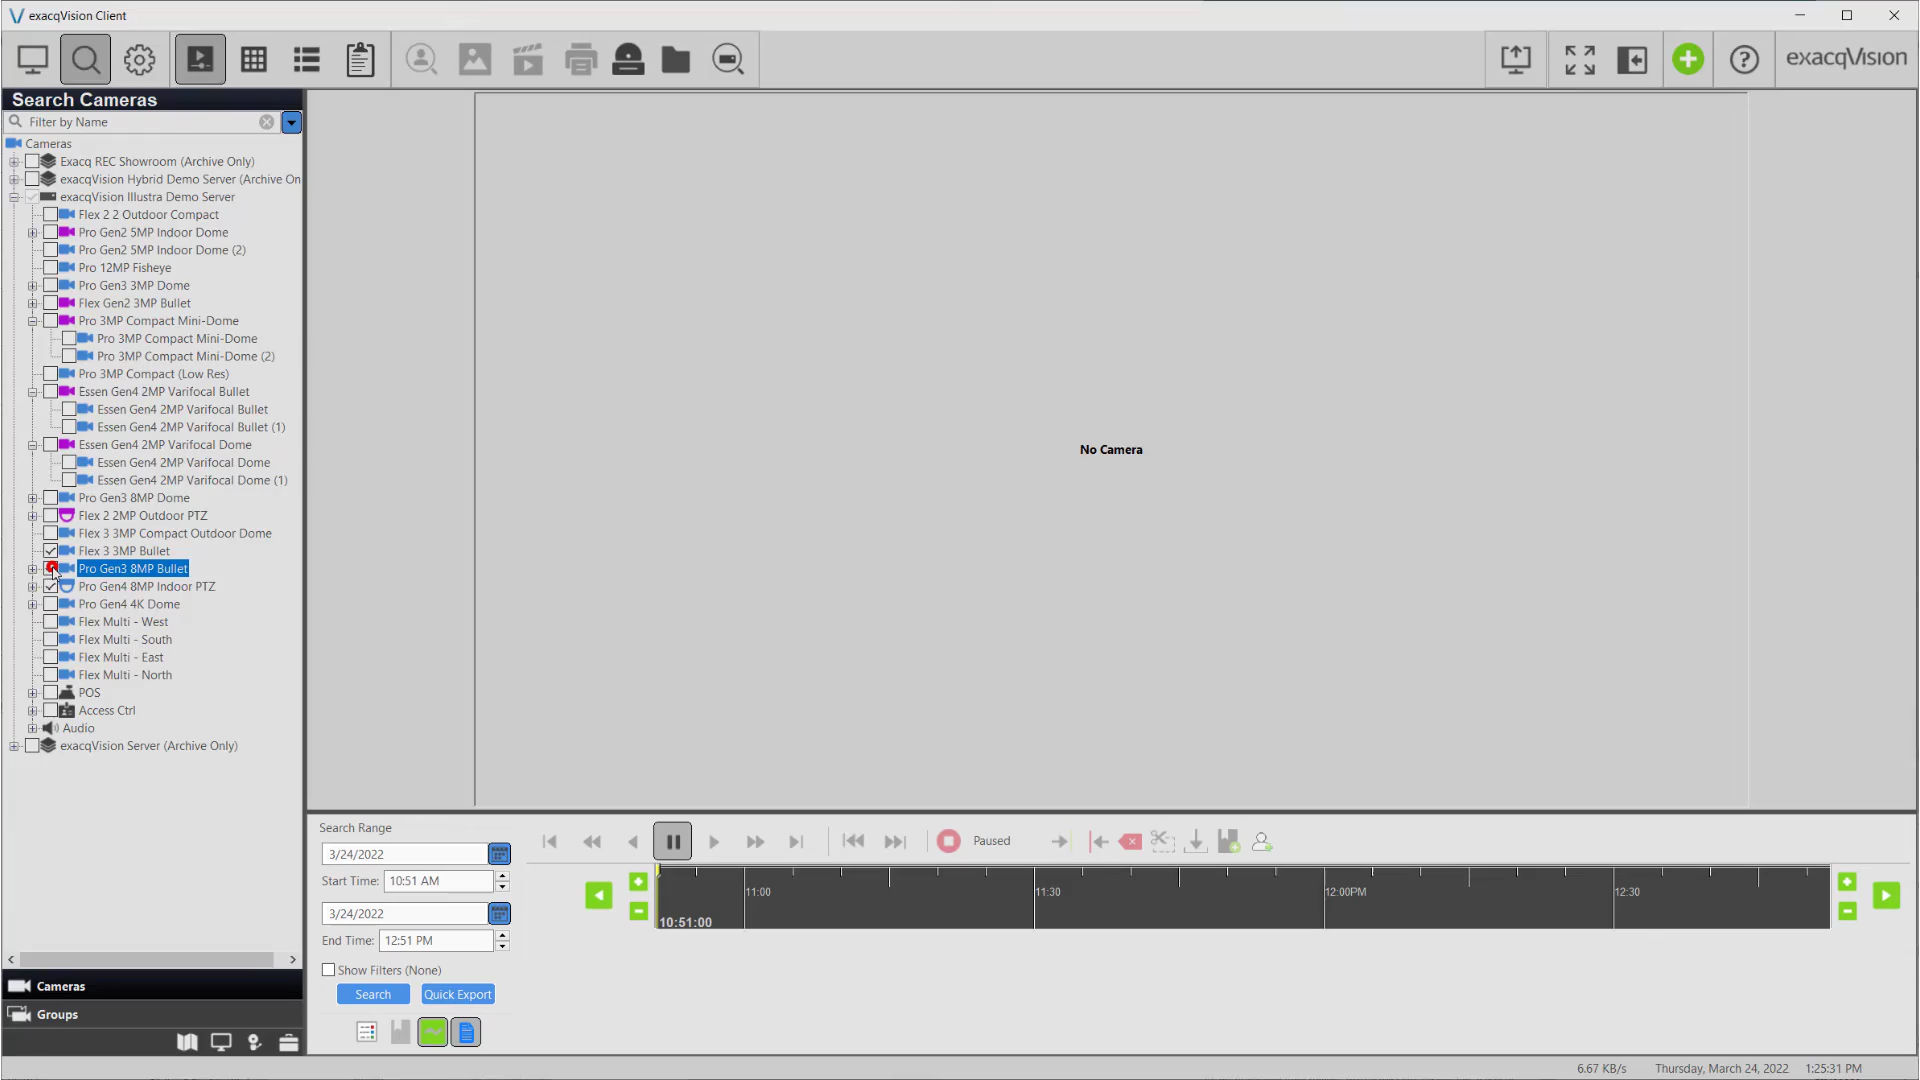 exacqVision Client
exacqVision
Search Cameras
Filter by Name
Cameras
Exacq REC Showroom (Archive Only)
exacqVision Hybrid Demo Server (Archive On
exacqVision Illustra Demo Server
Flex 2 2 Outdoor Compact
Pro Gen2 5MP Indoor Dome
Pro Gen2 5MP Indoor Dome (2)
Pro 12MP Fisheye
Pro Gen3 3MP Dome
Flex Gen2 3MP Bullet
Pro 3MP Compact Mini-Dome
Pro 3MP Compact Mini-Dome
Pro 3MP Compact Mini-Dome (2)
Pro 3MP Compact (Low Res)
Essen Gen4 2MP Varifocal Bullet
Essen Gen4 2MP Varifocal Bullet
Essen Gen4 2MP Varifocal Bullet (1)
Essen Gen4 2MP Varifocal Dome
Essen Gen4 2MP Varifocal Dome
Essen Gen4 2MP Varifocal Dome (1)
Pro Gen3 8MP Dome
Flex 2 2MP Outdoor PTZ
Flex 3 3MP Compact Outdoor Dome
Flex 3 3MP Bullet
Pro Gen3 8MP Bullet
Pro Gen4 8MP Indoor PTZ
Pro Gen4 4K Dome
Flex Multi - West
Flex Multi - South
Flex Multi - East
Flex Multi - North
POS
Access Ctrl
Audio
exacqVision Server (Archive Only)
Cameras
Groups
No Camera
Search Range
3/24/2022
Start Time: 10:51 AM
3/24/2022
End Time: 12:51 PM
Show Filters (None)
Search Quick Export
Paused
11:00 11:30 12:00PM 12:30
10:51:00
6.67 KB/s Thursday, March 24, 2022 1:25:31 PM